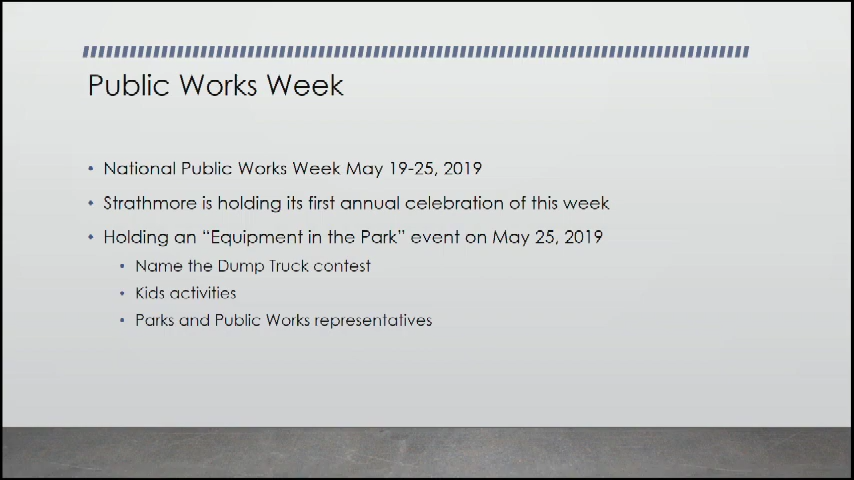 Public Works Week
• National Public Works Week May 19-25, 2019
• Strathmore is holding its first annual celebration of this week
• Holding an “Equipment in the Park” event on May 25, 2019
• Name the Dump Truck contest
• Kids activities
• Parks and Public Works representatives